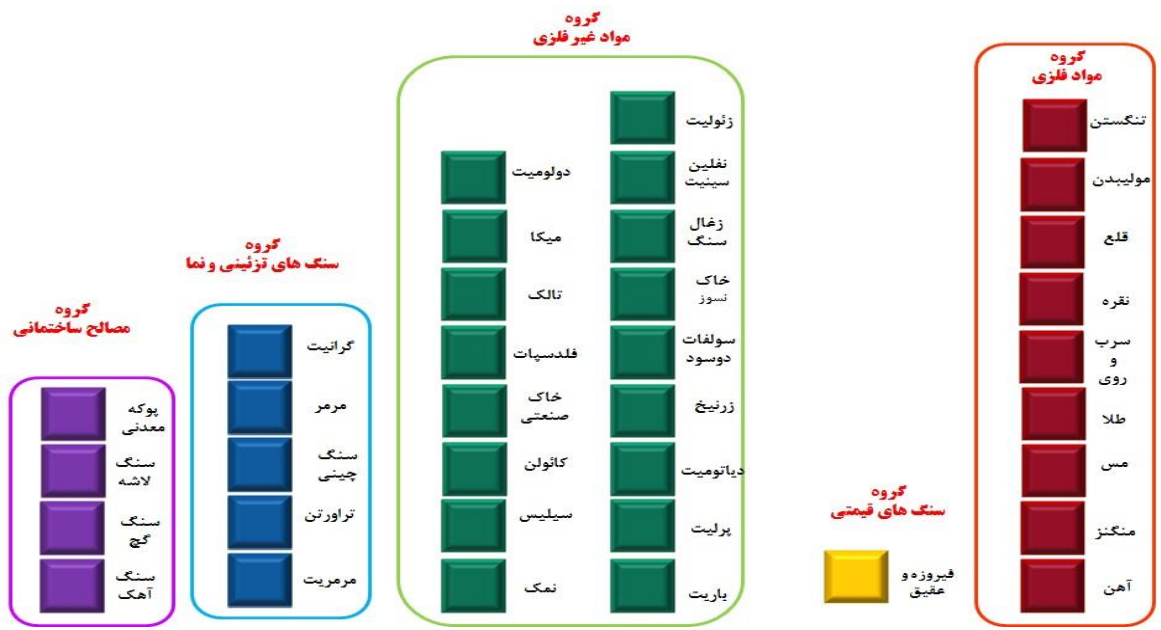 گروه
مواد فلزی
تنگستن
مولیبدن
قلع
نقره
سرب
و
روی
طلا
مس
منگنز
آهن
گروه
سنگ های قیمتی
فیروزه و
عقیق
گروه
مواد غیر فلزی
زئولیت
نفلین
سینیت
زغال
سنگ
خاک
نسوز
سولفات
دوسود
زرنیخ
دیاتومیت
پرلیت
باریت
دولومیت
میکا
تالک
فلدسپات
خاک
صنعتی
کائولن
سیلیس
نمک
گروه
سنگ های تزئینی و نما
گرانیت
مرمر
سنگ
چینی
تراورتن
مرمریت
گروه
مصالح ساختمانی
پوکه
معدنی
سنگ
لاشه
سنگ
گچ
سنگ
آهک